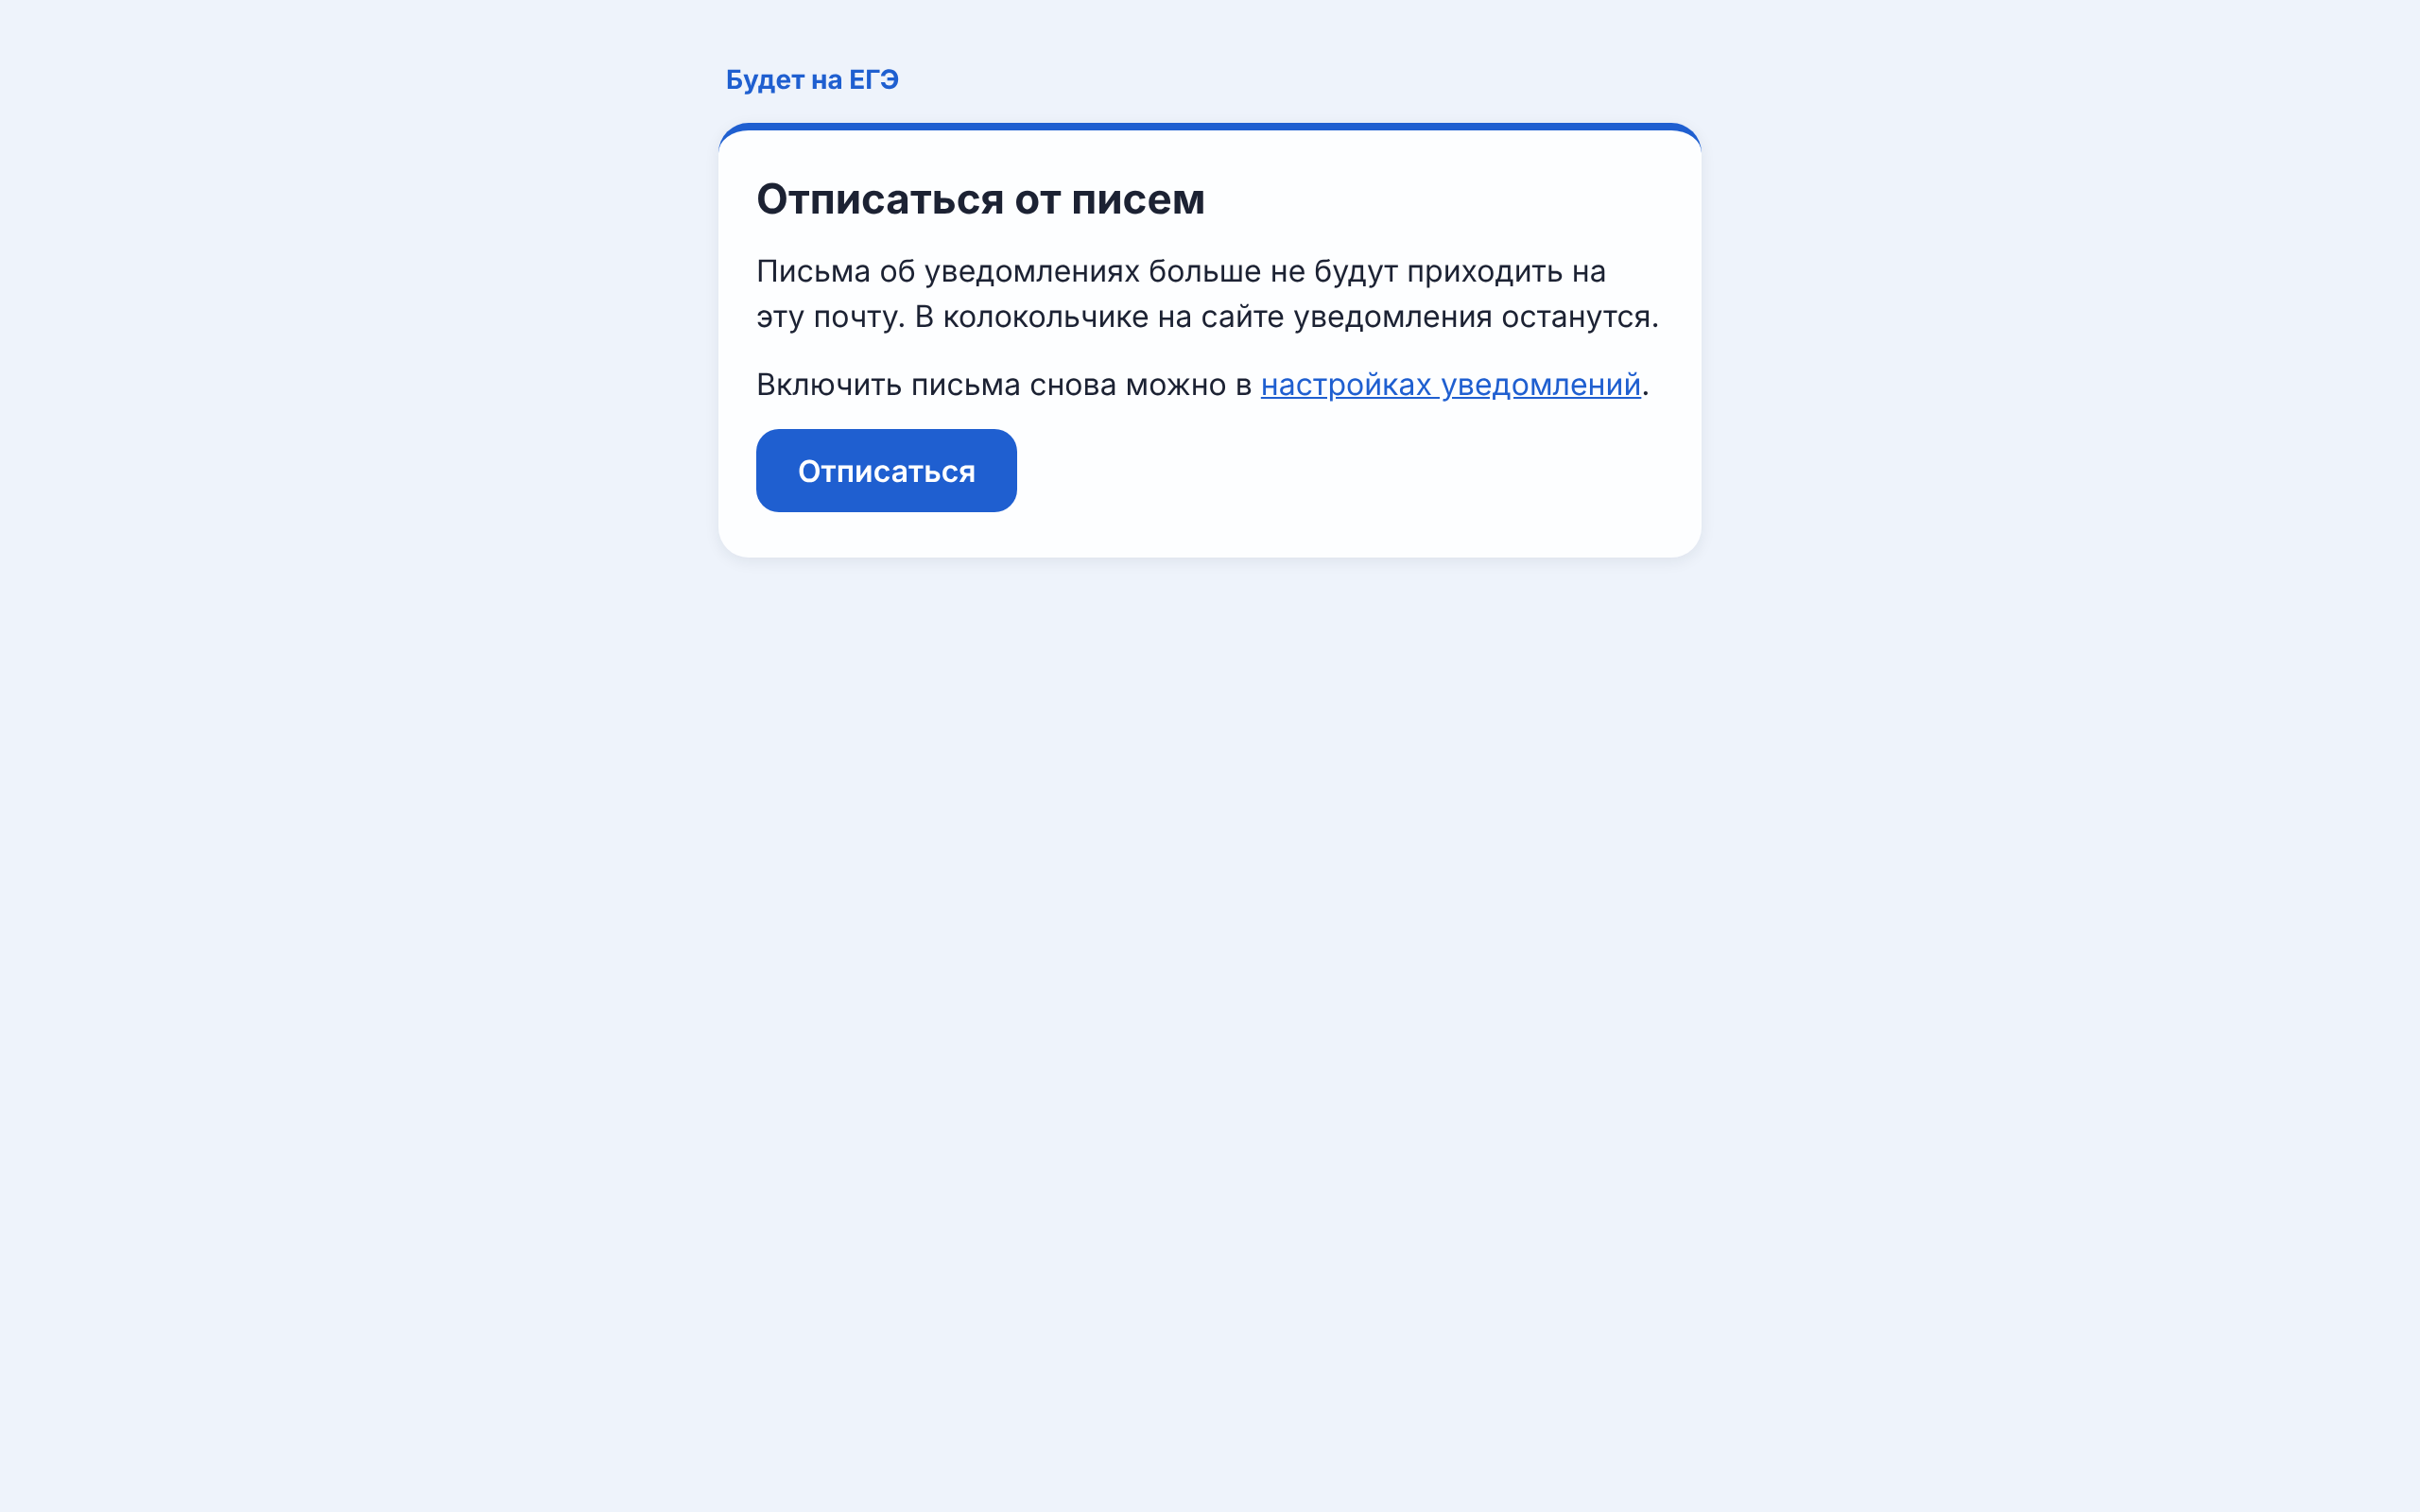 Будет на ЕГЭ
Отписаться от писем
Письма об уведомлениях больше не будут приходить на
эту почту. В колокольчике на сайте уведомления останутся.
Включить письма снова можно в настройках уведомлений.
Отписаться